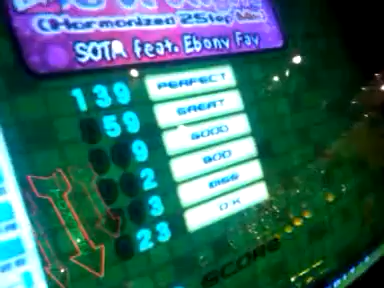 (Harmonized 2Step Mix)
SOTA feat. Ebony Fay
139 PERFECT
59 GREAT
9 GOOD
2 BOO
3 MISS
23 O.K.
SCORE